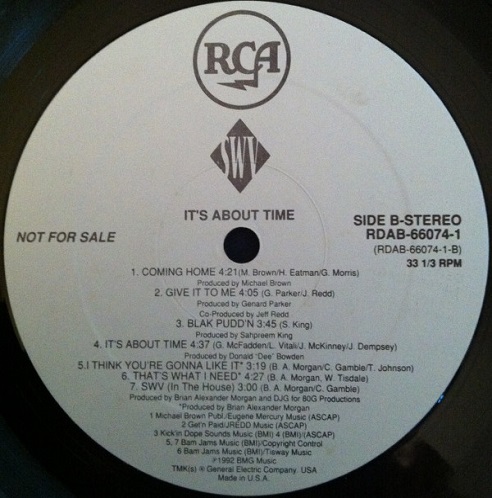 RCA
SWV
IT'S ABOUT TIME
NOT FOR SALE
SIDE B-STEREO
RDAB-66074-1
(RDAB-66074-1-B)
33 1/3 RPM
1. COMING HOME 4:21(M. Brown/H. Eatman/G. Morris)
Produced by Michael Brown
2. GIVE IT TO ME 4:05 (G. Parker/J. Redd)
Produced by Genard Parker
Co-Produced by Jeff Redd
3. BLAK PUDD'N 3:45 (S. King)
Produced by Sahpreem King
4. IT'S ABOUT TIME 4:37 (G. McFadden/L. Vitali/J. McKinney/J. Dempsey)
Produced by Donald "Dee" Bowden
5.I THINK YOU'RE GONNA LIKE IT* 3:19 (B. A. Morgan/C. Gamble/T. Johnson)
6. THAT'S WHAT I NEED* 4:27 (B. A. Morgan, W. Tisdale)
7. SWV (In The House) 3:00 (B. A. Morgan/C. Gamble)
Produced by Brian Alexander Morgan and DJG for 80G Productions
*Produced by Brian Alexander Morgan
1 Michael Brown Publ./Eugene Mercury Music (ASCAP)
2 Get'n Paid/JREDD Music (ASCAP)
3 Kick'in Dope Sounds Music (BMI) 4 (BMI)/(ASCAP)
5, 7 Bam Jams Music (BMI)/Copyright Control
6 Bam Jams Music (BMI)/Tisway Music
℗1992 BMG Music
TMK(s) ® General Electric Company. USA
Made in U.S.A.